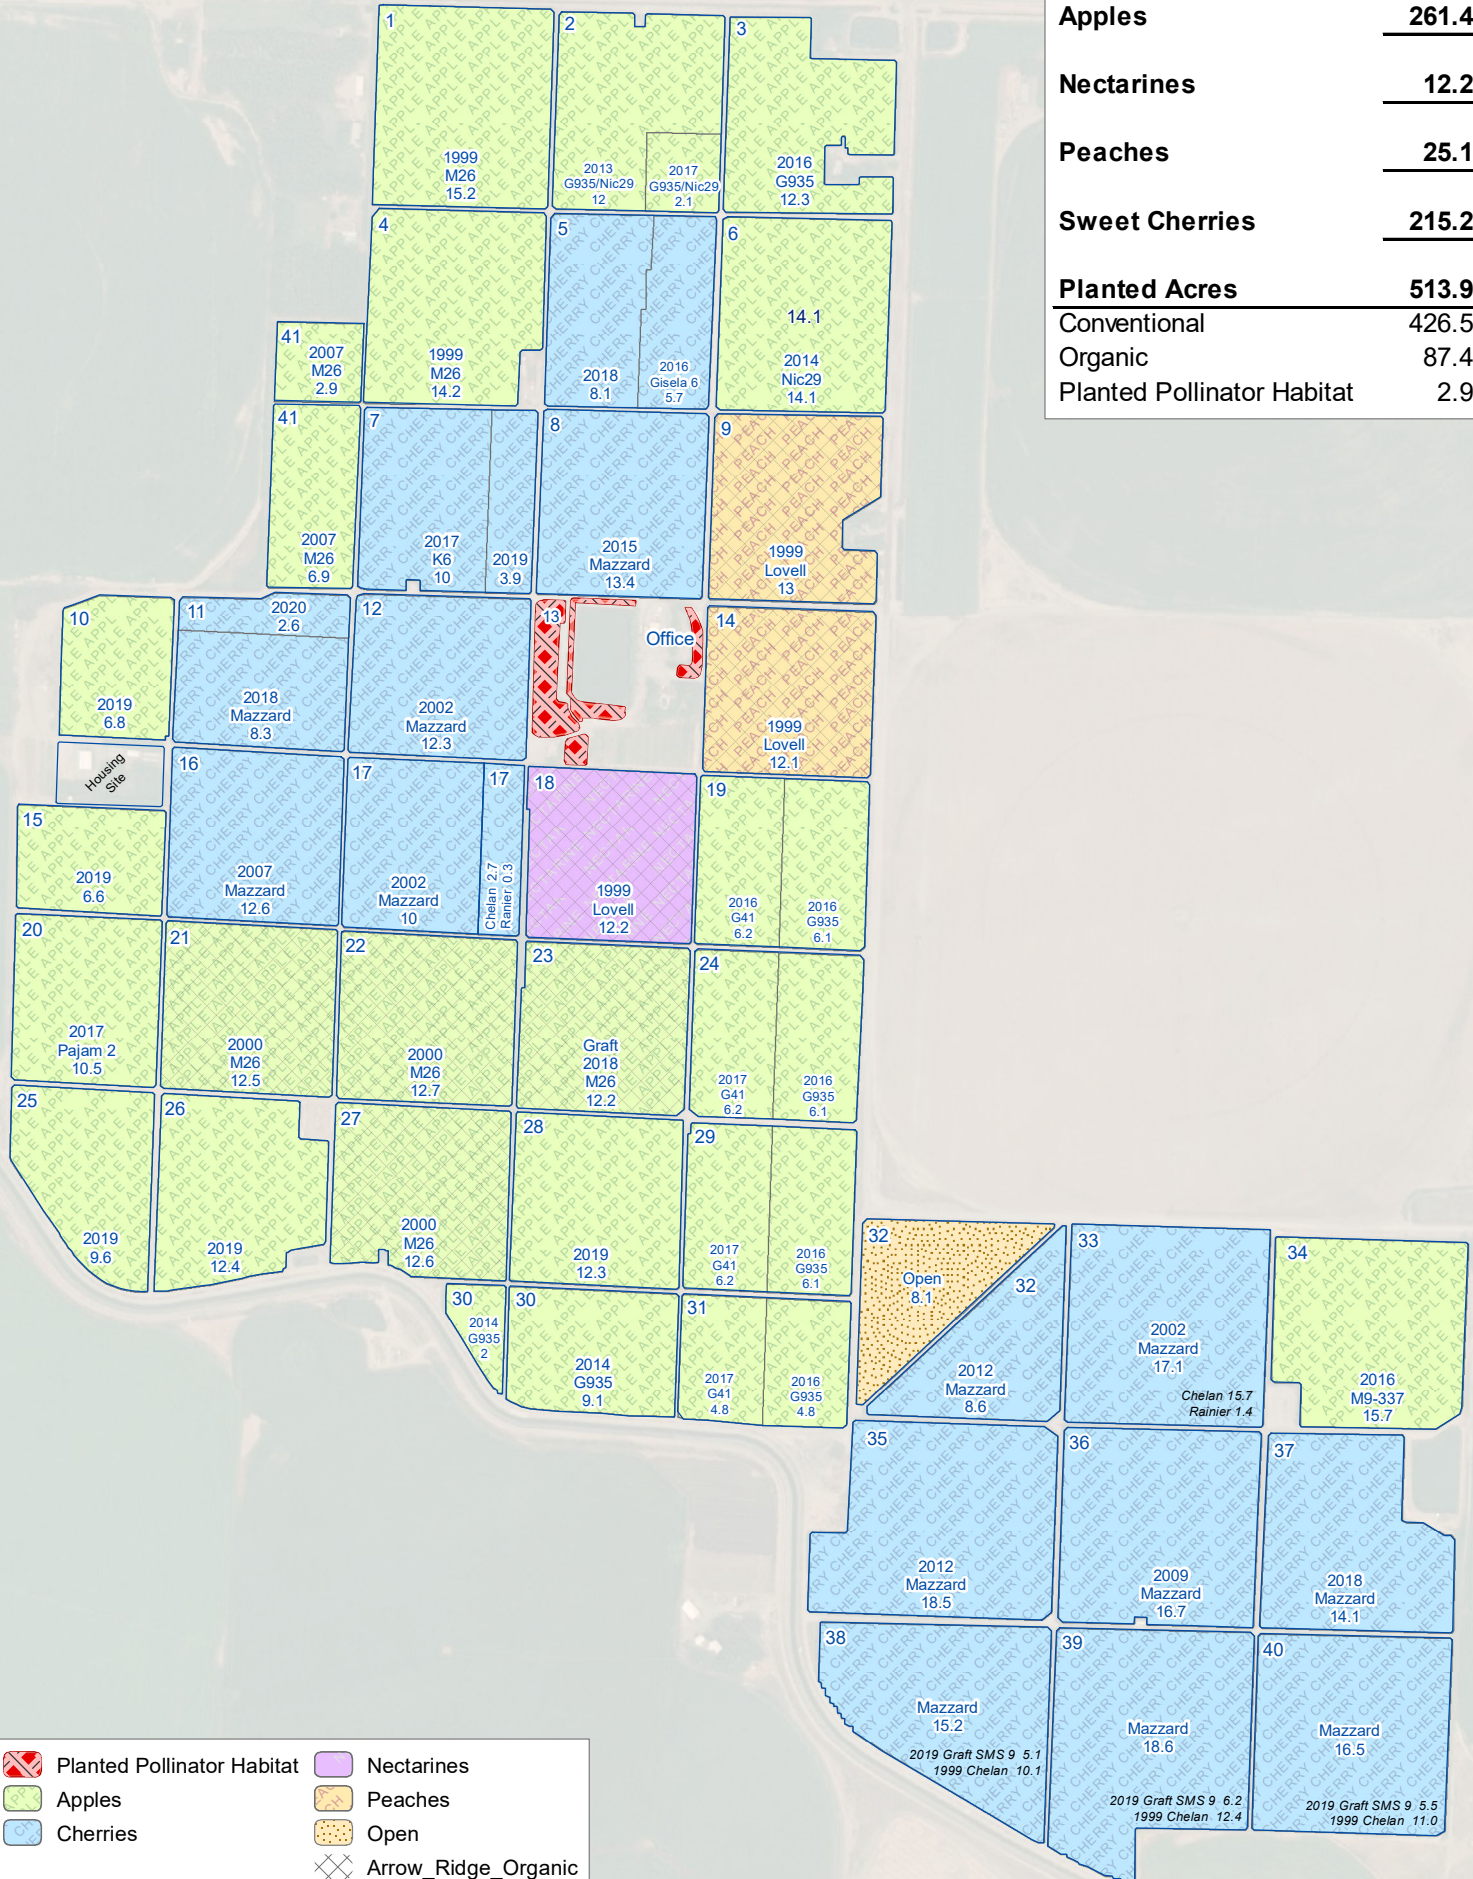 Apples 261.4
Nectarines 12.2
Peaches 25.1
Sweet Cherries 215.2
Planted Acres 513.9
Conventional 426.5
Organic 87.4
Planted Pollinator Habitat 2.9
1
1999
M26
15.2
2
2013
G935/Nic29
12
2017
G935/Nic29
2.1
3
2016
G935
12.3
4
1999
M26
14.2
5
2018
8.1
2016
Gisela 6
5.7
6
14.1
2014
Nic29
14.1
41
2007
M26
2.9
41
2007
M26
6.9
7
2017
K6
10
2019
3.9
8
2015
Mazzard
13.4
9
1999
Lovell
13
10
2019
6.8
11
2020
2.6
2018
Mazzard
8.3
12
2002
Mazzard
12.3
13
Office
14
1999
Lovell
12.1
Housing
Site
15
2019
6.6
16
2007
Mazzard
12.6
17
2002
Mazzard
10
17
Chelan 2.7
Ranier 0.3
18
1999
Lovell
12.2
19
2016
G41
6.2
2016
G935
6.1
20
2017
Pajam 2
10.5
21
2000
M26
12.5
22
2000
M26
12.7
23
Graft
2018
M26
12.2
24
2017
G41
6.2
2016
G935
6.1
25
2019
9.6
26
2019
12.4
27
2000
M26
12.6
28
2019
12.3
29
2017
G41
6.2
2016
G935
6.1
30
2014
G935
2
30
2014
G935
9.1
31
2017
G41
4.8
2016
G935
4.8
32
Open
8.1
32
2012
Mazzard
8.6
33
2002
Mazzard
17.1
Chelan 15.7
Rainier 1.4
34
2016
M9-337
15.7
35
2012
Mazzard
18.5
36
2009
Mazzard
16.7
37
2018
Mazzard
14.1
38
Mazzard
15.2
2019 Graft SMS 9 5.1
1999 Chelan 10.1
39
Mazzard
18.6
2019 Graft SMS 9 6.2
1999 Chelan 12.4
40
Mazzard
16.5
2019 Graft SMS 9 5.5
1999 Chelan 11.0
Planted Pollinator Habitat
Apples
Cherries
Nectarines
Peaches
Open
Arrow_Ridge_Organic